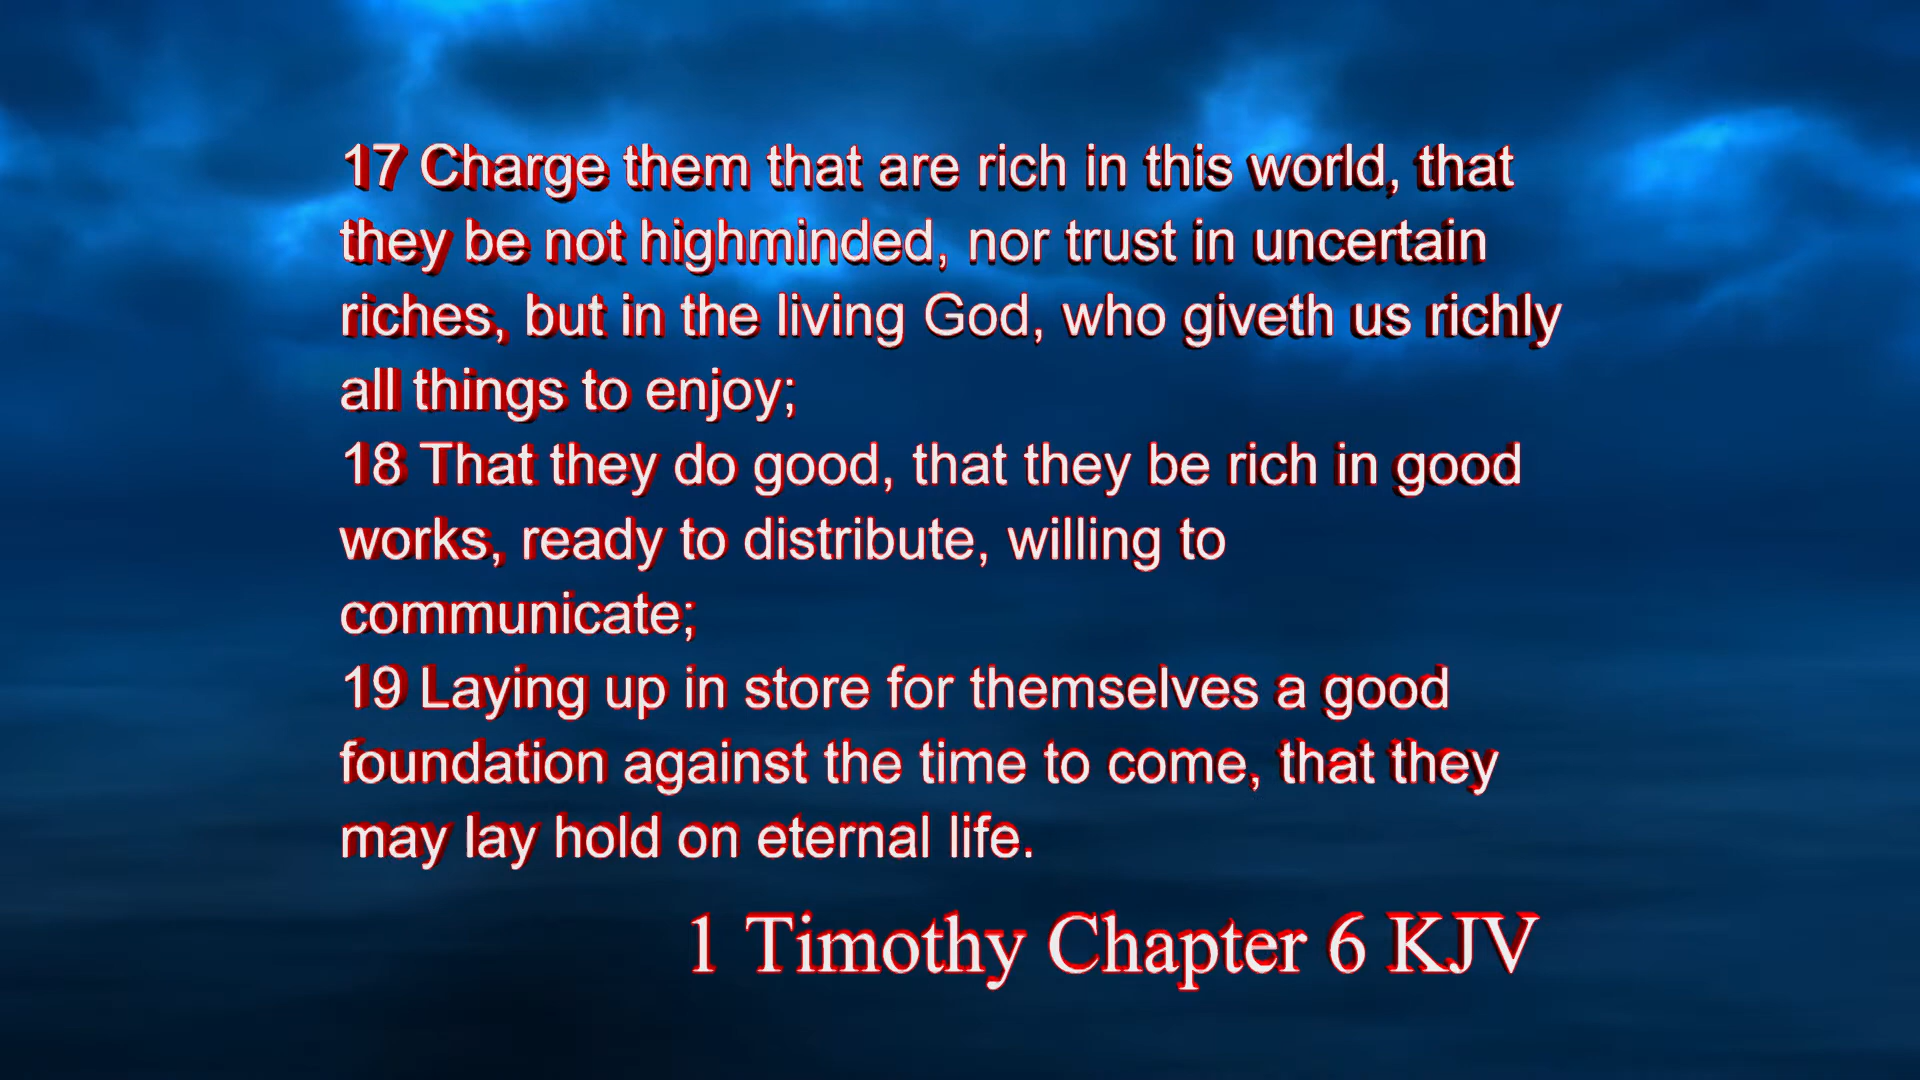 17 Charge them that are rich in this world, that
they be not highminded, nor trust in uncertain
riches, but in the living God, who giveth us richly
all things to enjoy;
18 That they do good, that they be rich in good
works, ready to distribute, willing to
communicate;
19 Laying up in store for themselves a good
foundation against the time to come, that they
may lay hold on eternal life.
1 Timothy Chapter 6 KJV